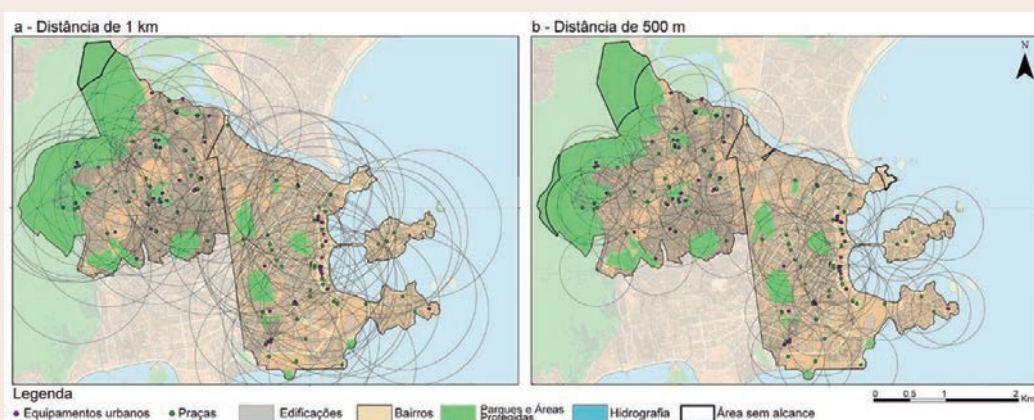 a - Distância de 1 km
b - Distância de 500 m
N
Legenda
Equipamentos urbanos
Praças
Edificações
Bairros
Parques e Áreas
Protegidas
Hidrografia
Área sem alcance
0 0,5 1 2
Km